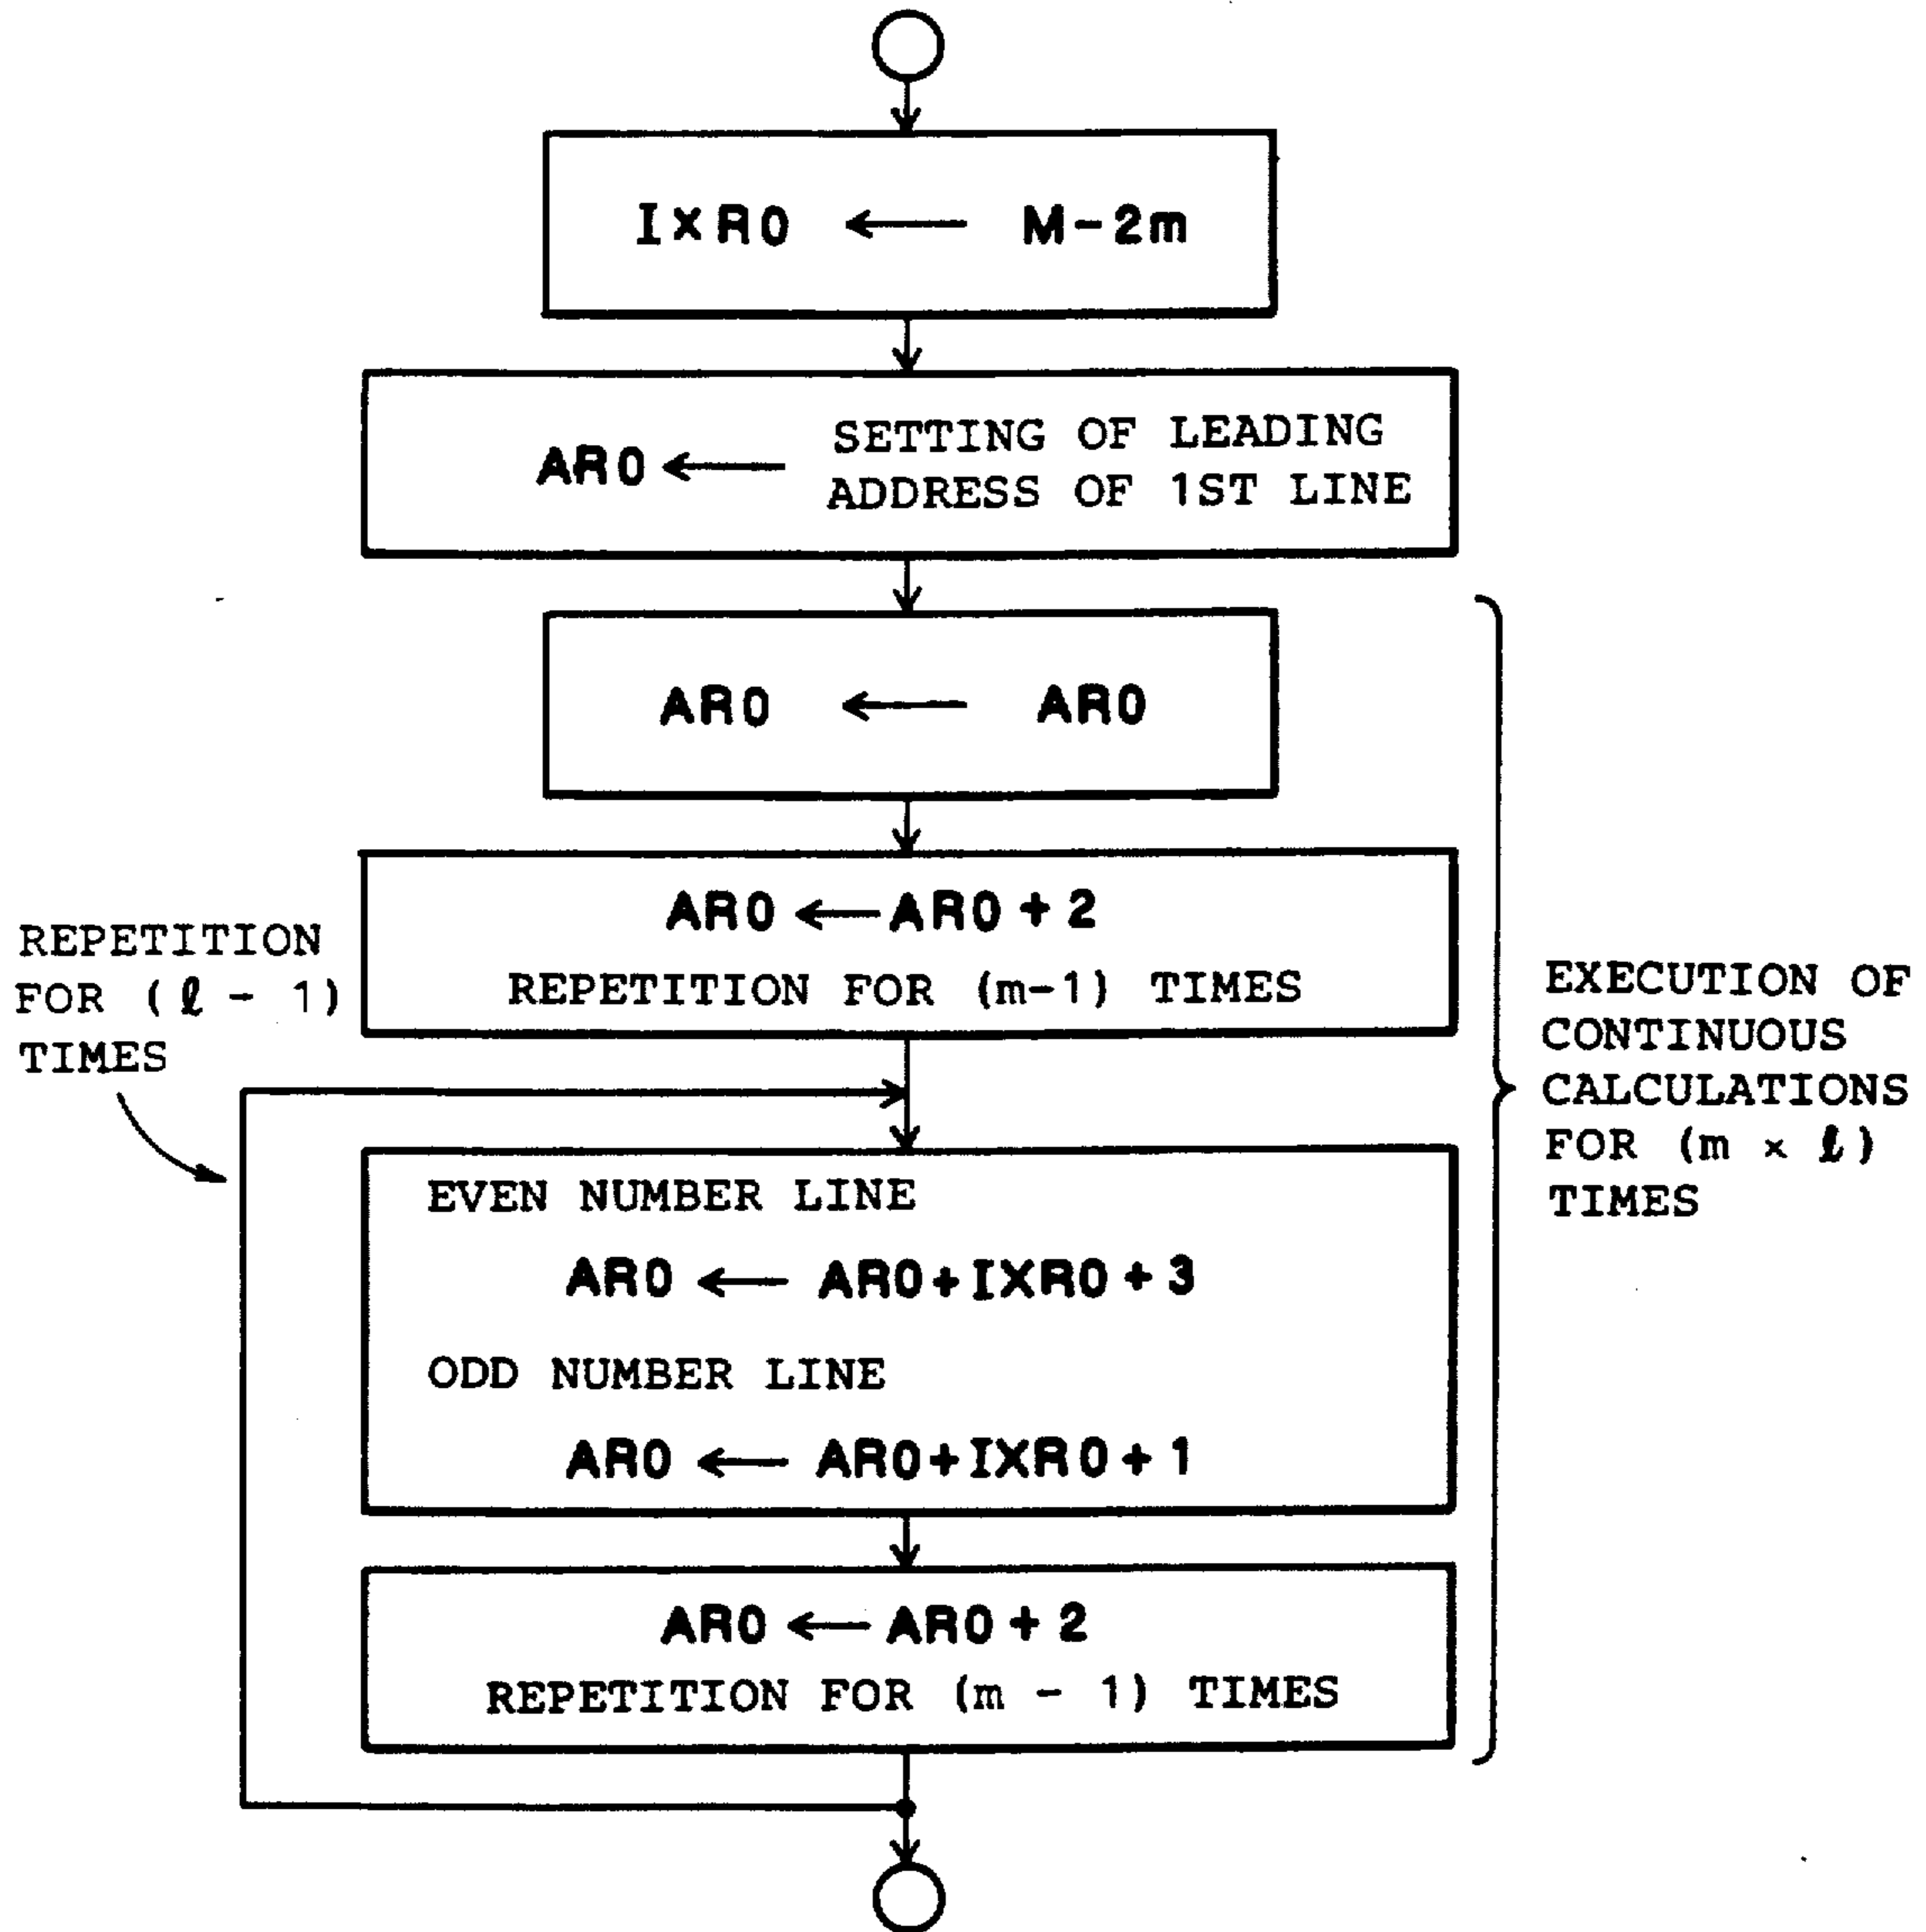 IXR0 ← M-2m
AR0 ← SETTING OF LEADING
ADDRESS OF 1ST LINE
AR0 ← AR0
AR0 ← AR0 + 2
REPETITION FOR (m-1) TIMES
REPETITION
FOR (ℓ - 1)
TIMES
EVEN NUMBER LINE
AR0 ← AR0+IXR0+3
ODD NUMBER LINE
AR0 ← AR0+IXR0+1
AR0 ← AR0 + 2
REPETITION FOR (m - 1) TIMES
EXECUTION OF
CONTINUOUS
CALCULATIONS
FOR (m × ℓ)
TIMES